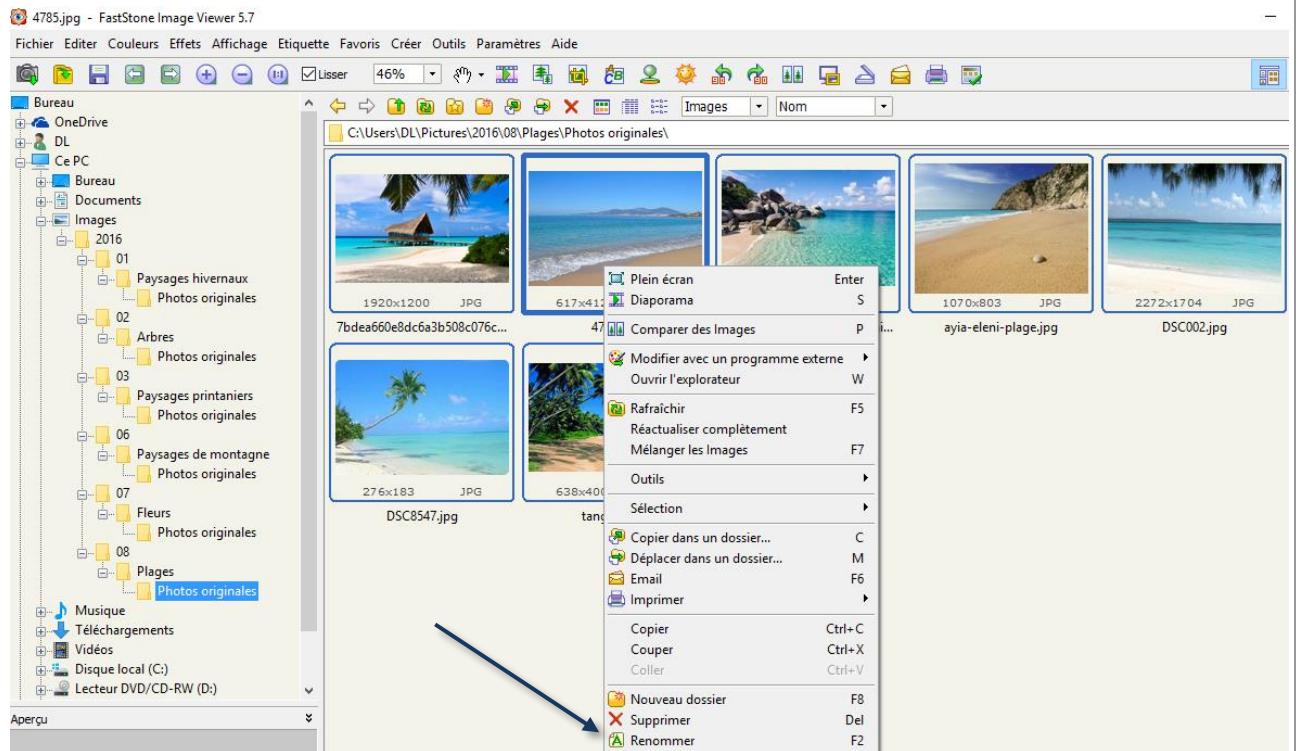 4785.jpg - FastStone Image Viewer 5.7
Fichier Editer Couleurs Effets Affichage Etiquette Favoris Créer Outils Paramètres Aide
Lisser 46%
Images Nom
C:\Users\DL\Pictures\2016\08\Plages\Photos originales\
Bureau
OneDrive
DL
Ce PC
Bureau
Documents
Images
2016
01
Paysages hivernaux
Photos originales
02
Arbres
Photos originales
03
Paysages printaniers
Photos originales
06
Paysages de montagne
Photos originales
07
Fleurs
Photos originales
08
Plages
Photos originales
Musique
Téléchargements
Vidéos
Disque local (C:)
Lecteur DVD/CD-RW (D:)
Aperçu
1920x1200 JPG
7bdea660e8dc6a3b508c076c...
617x412
47
1070x803 JPG
ayia-eleni-plage.jpg
2272x1704 JPG
DSC002.jpg
276x183 JPG
DSC8547.jpg
638x400
tang
Plein écran Enter
Diaporama S
Comparer des Images P
Modifier avec un programme externe
Ouvrir l'explorateur W
Rafraîchir F5
Réactualiser complètement
Mélanger les Images F7
Outils
Sélection
Copier dans un dossier... C
Déplacer dans un dossier... M
Email F6
Imprimer
Copier Ctrl+C
Couper Ctrl+X
Coller Ctrl+V
Nouveau dossier F8
Supprimer Del
Renommer F2